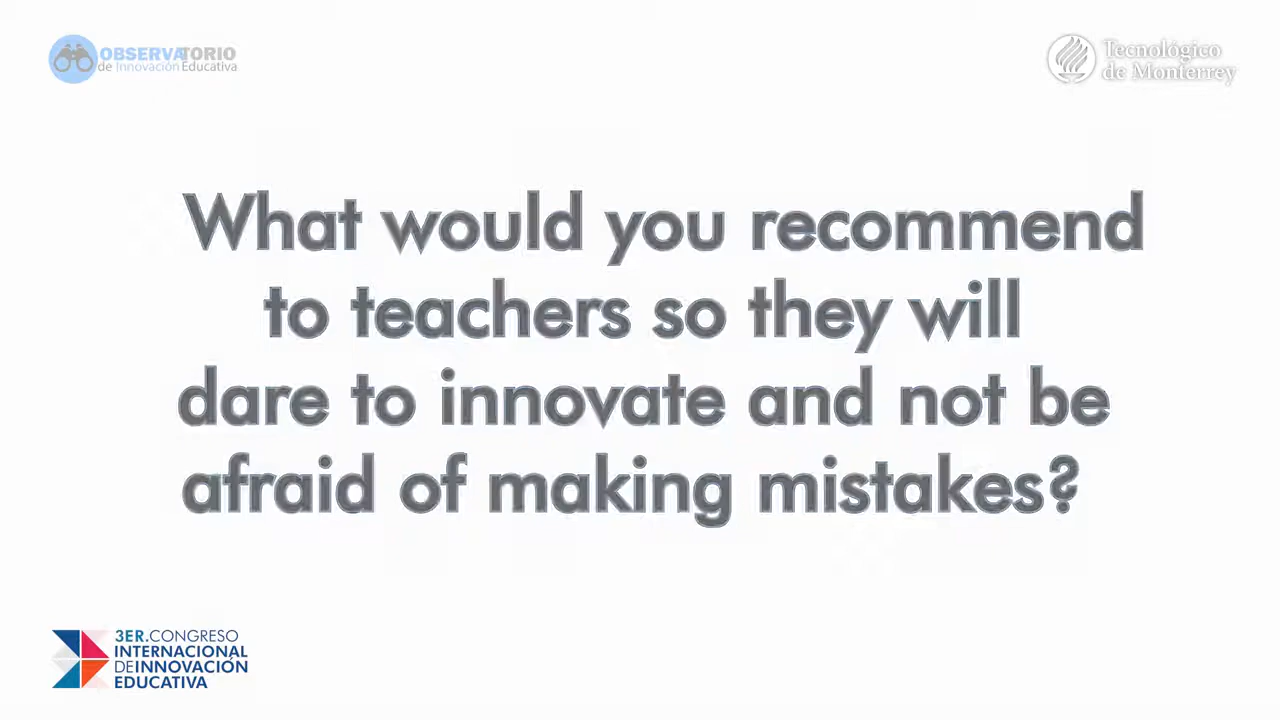 OBSERVATORIO
de Innovación Educativa
Tecnológico
de Monterrey
What would you recommend
to teachers so they will
dare to innovate and not be
afraid of making mistakes?
3ER.CONGRESO
INTERNACIONAL
DEINNOVACIÓN
EDUCATIVA